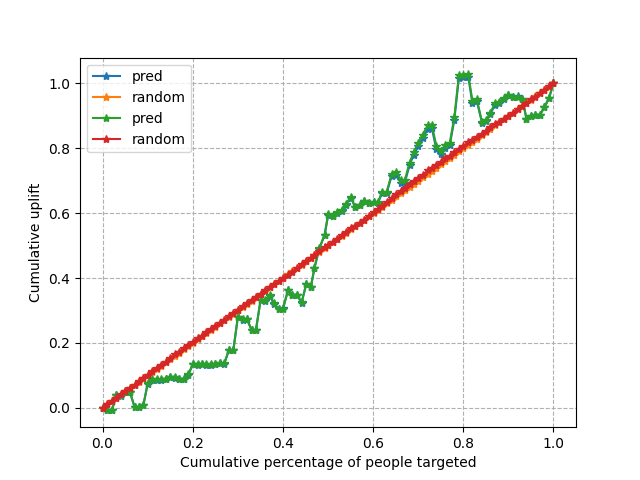 pred
random
pred
random
1.0
0.8
0.6
0.4
0.2
0.0
Cumulative uplift
0.0 0.2 0.4 0.6 0.8 1.0
Cumulative percentage of people targeted